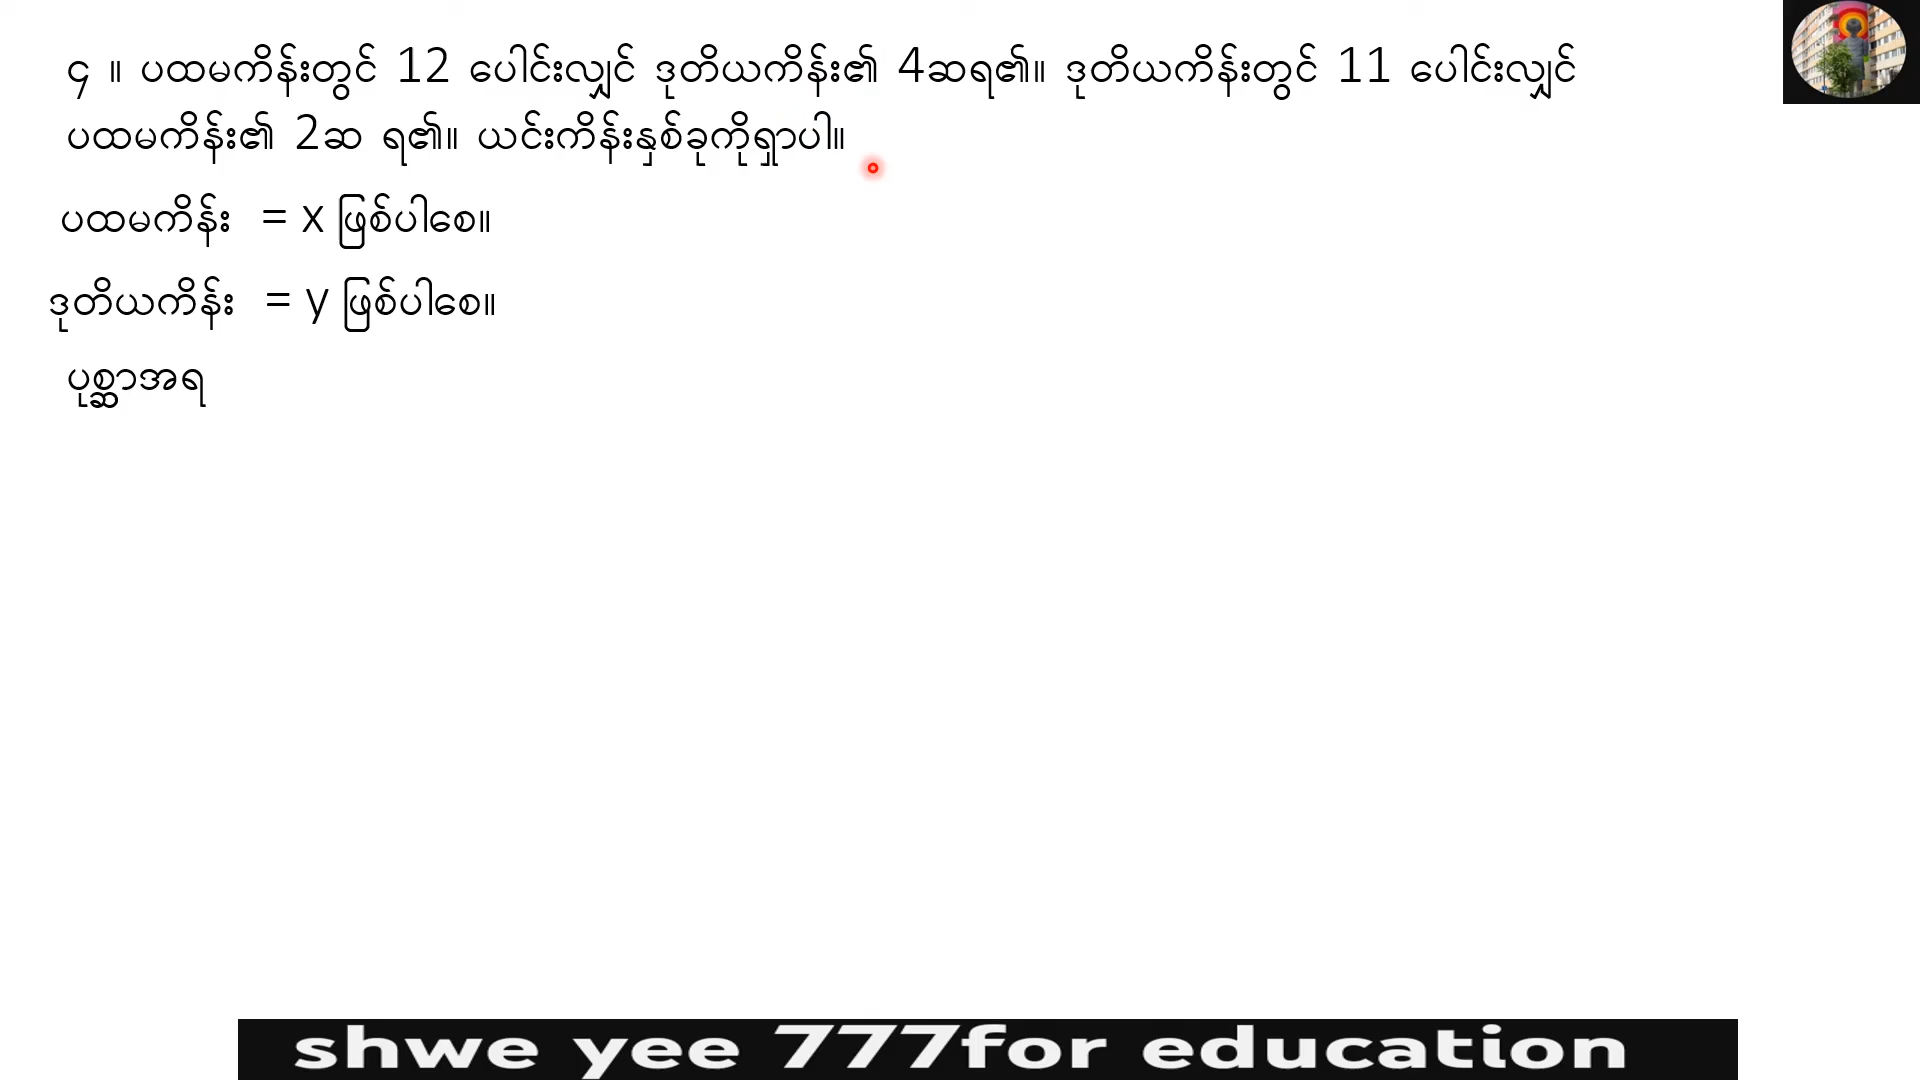 ၄ ။ ပထမကိန်းတွင် 12 ပေါင်းလျှင် ဒုတိယကိန်း၏ 4ဆရ၏။ ဒုတိယကိန်းတွင် 11 ပေါင်းလျှင်
ပထမကိန်း၏ 2ဆ ရ၏။ ယင်းကိန်းနှစ်ခုကိုရှာပါ။
ပထမကိန်း = x ဖြစ်ပါစေ။
ဒုတိယကိန်း = y ဖြစ်ပါစေ။
ပုစ္ဆာအရ
shwe yee 777for education